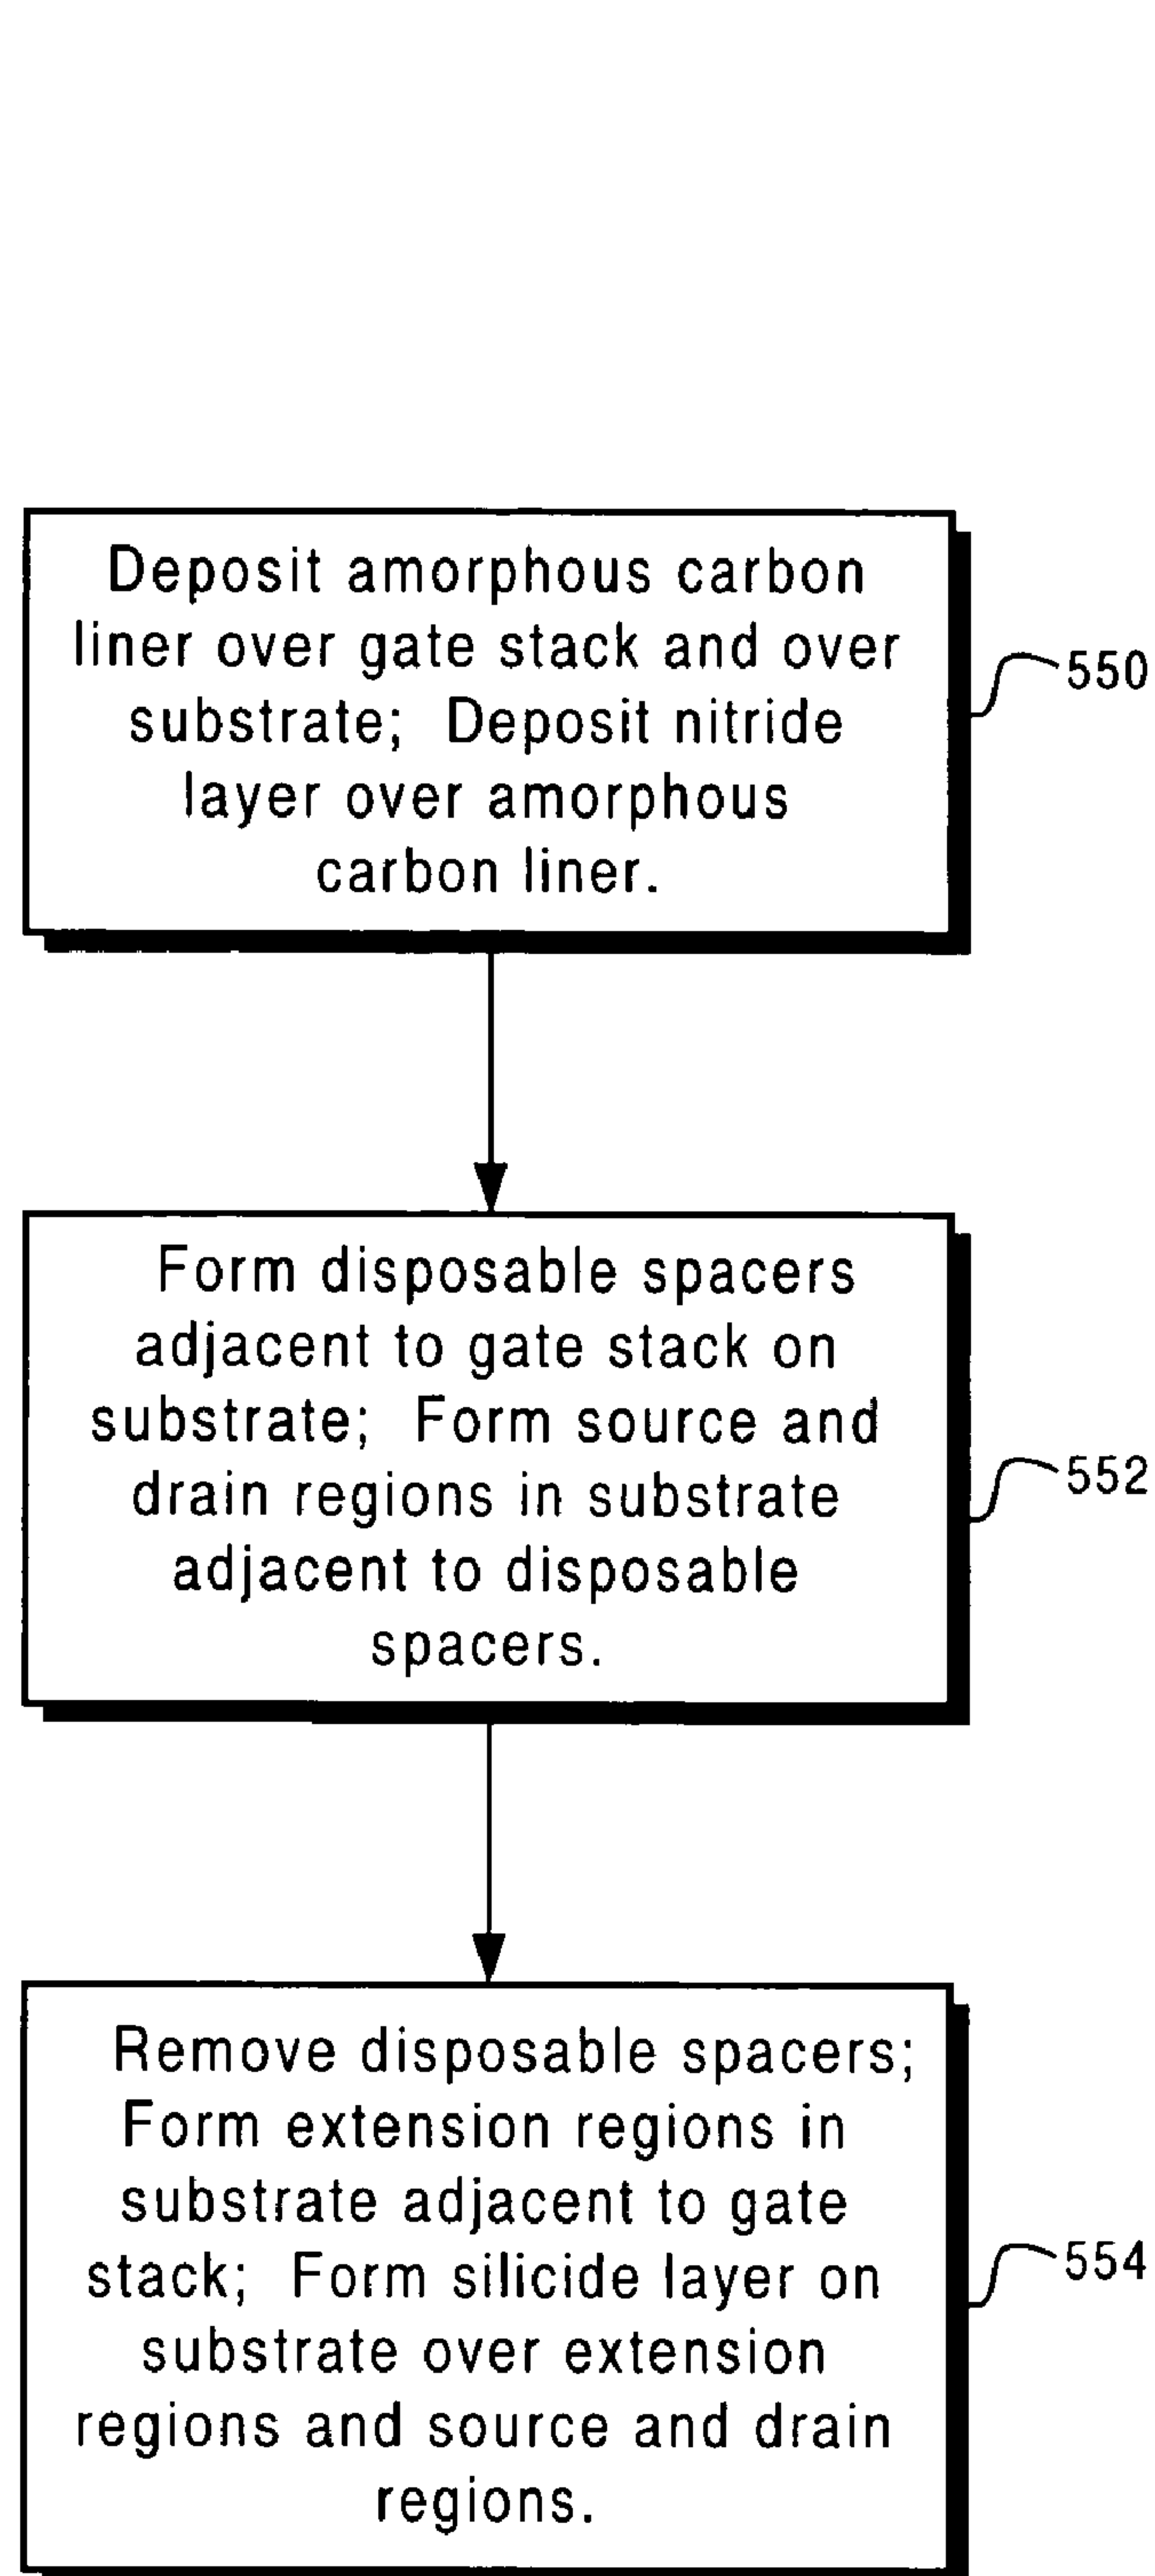 Deposit amorphous carbon
liner over gate stack and over
substrate; Deposit nitride
layer over amorphous
carbon liner.
550
Form disposable spacers
adjacent to gate stack on
substrate; Form source and
drain regions in substrate
adjacent to disposable
spacers.
552
Remove disposable spacers;
Form extension regions in
substrate adjacent to gate
stack; Form silicide layer on
substrate over extension
regions and source and drain
regions.
554